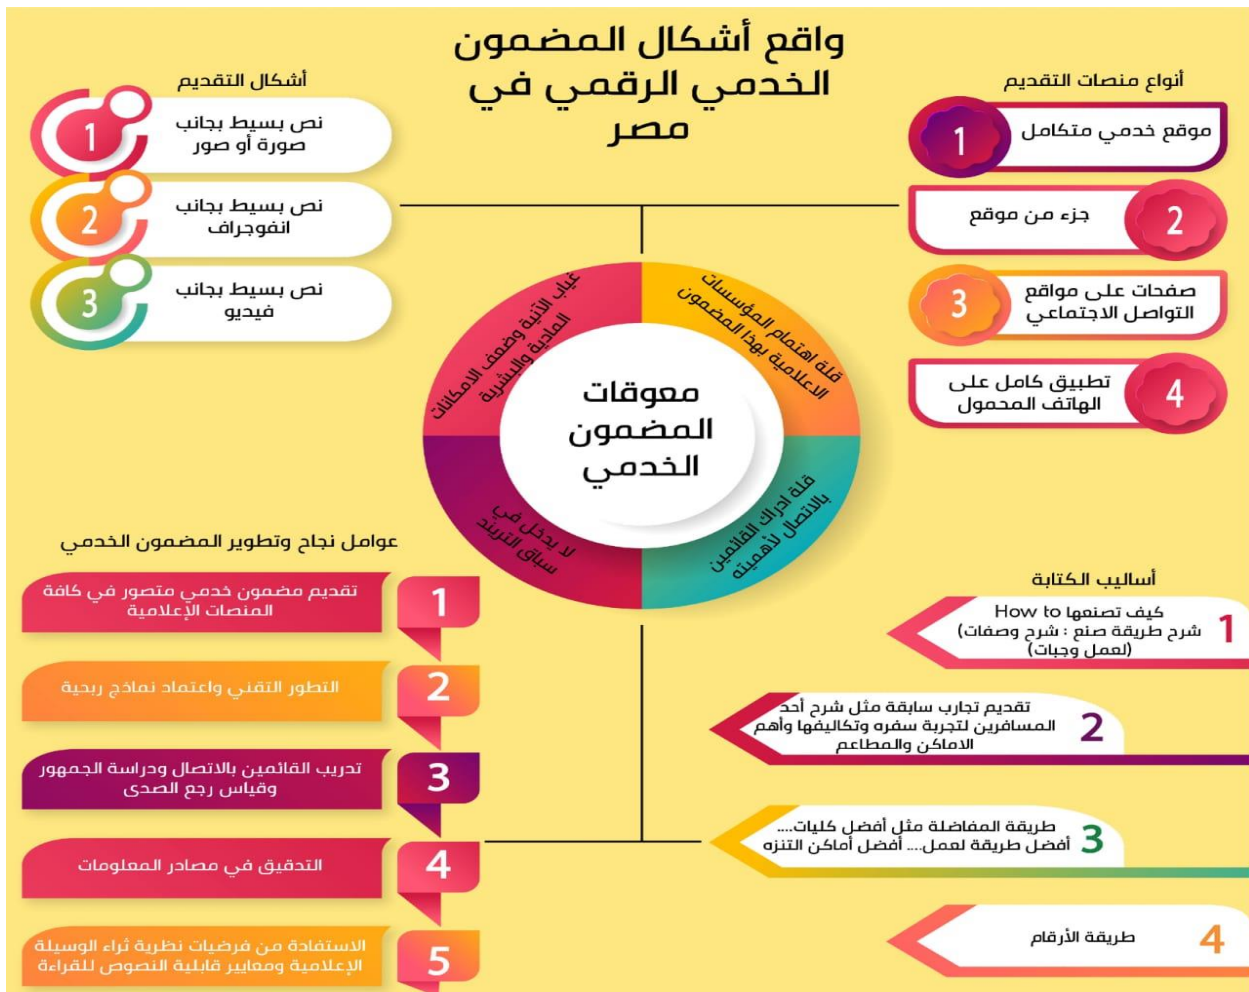 واقع أشكال المضمون
الخدمي الرقمي في
مصر
أنواع منصات التقديم
1
موقع خدمي متكامل
2
جزء من موقع
3
صفحات على مواقع
التواصل الاجتماعي
4
تطبيق كامل على
الهاتف المحمول
أشكال التقديم
1
نص بسيط بجانب
صورة أو صور
2
نص بسيط بجانب
انفوجراف
3
نص بسيط بجانب
فيديو
معوقات
المضمون
الخدمي
قلة اهتمام المؤسسات
الاعلامية بهذا المضمون
قلة ادراك القائمين
بالاتصال لأهميته
لا يدخل في
سباق التريند
غياب الآنية وضعف الامكانات
المادية والبشرية
أساليب الكتابة
1
كيف تصنعها How to
شرح طريقة صنع : شرح وصفات)
(لعمل وجبات)
2
تقديم تجارب سابقة مثل شرح أحد
المسافرين لتجربة سفره وتكاليفها وأهم
الاماكن والمطاعم
3
طريقة المفاضلة مثل أفضل كليات....
أفضل طريقة لعمل.... أفضل أماكن التنزه
4
طريقة الأرقام
عوامل نجاح وتطوير المضمون الخدمي
1
تقديم مضمون خدمي متصور في كافة
المنصات الإعلامية
2
التطور التقني واعتماد نماذج ربحية
3
تدريب القائمين بالاتصال ودراسة الجمهور
وقياس رجع الصدى
4
التدقيق في مصادر المعلومات
5
الاستفادة من فرضيات نظرية ثراء الوسيلة
الإعلامية ومعايير قابلية النصوص للقراءة